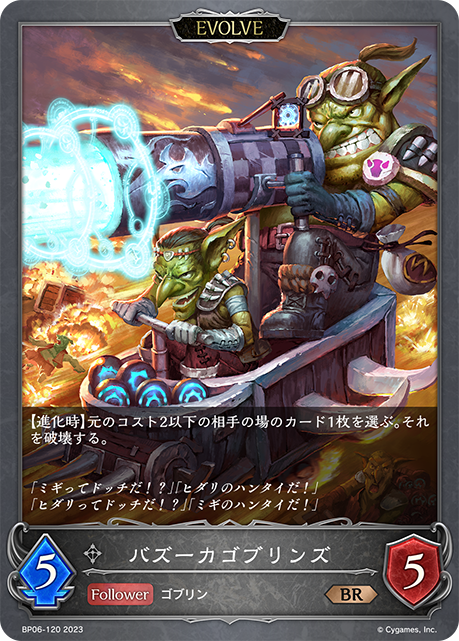 EVOLVE
【進化時】元のコスト2以下の相手の場のカード1枚を選ぶ。それ
を破壊する。
「ミギってドッチだ!?」「ヒダリのハンタイだ!」
「ヒダリってドッチだ!?」「ミギのハンタイだ!」
5
バズーカゴブリンズ
5
Follower
ゴブリン
BR
BP06-120 2023
© Cygames, Inc.